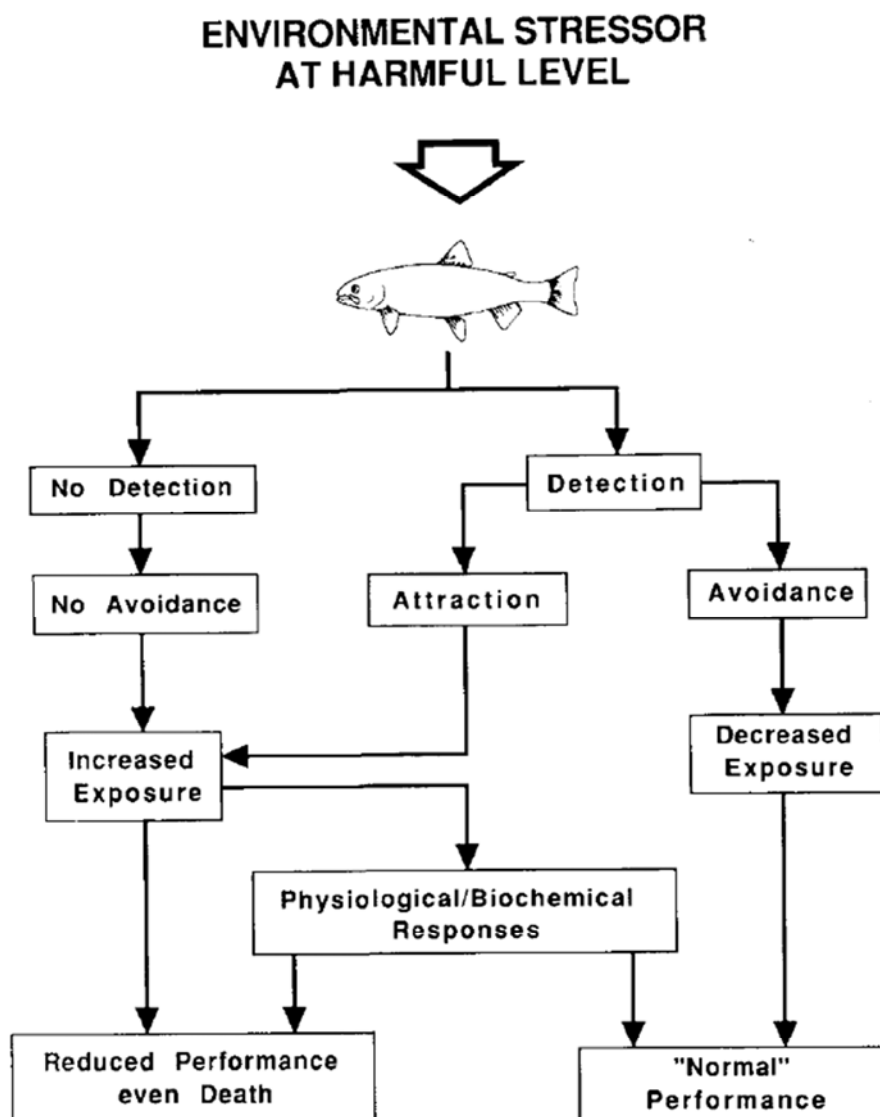 ENVIRONMENTAL STRESSOR
AT HARMFUL LEVEL
No Detection
Detection
No Avoidance
Attraction
Avoidance
Increased
Exposure
Decreased
Exposure
Physiological/Biochemical
Responses
Reduced Performance
even Death
"Normal"
Performance